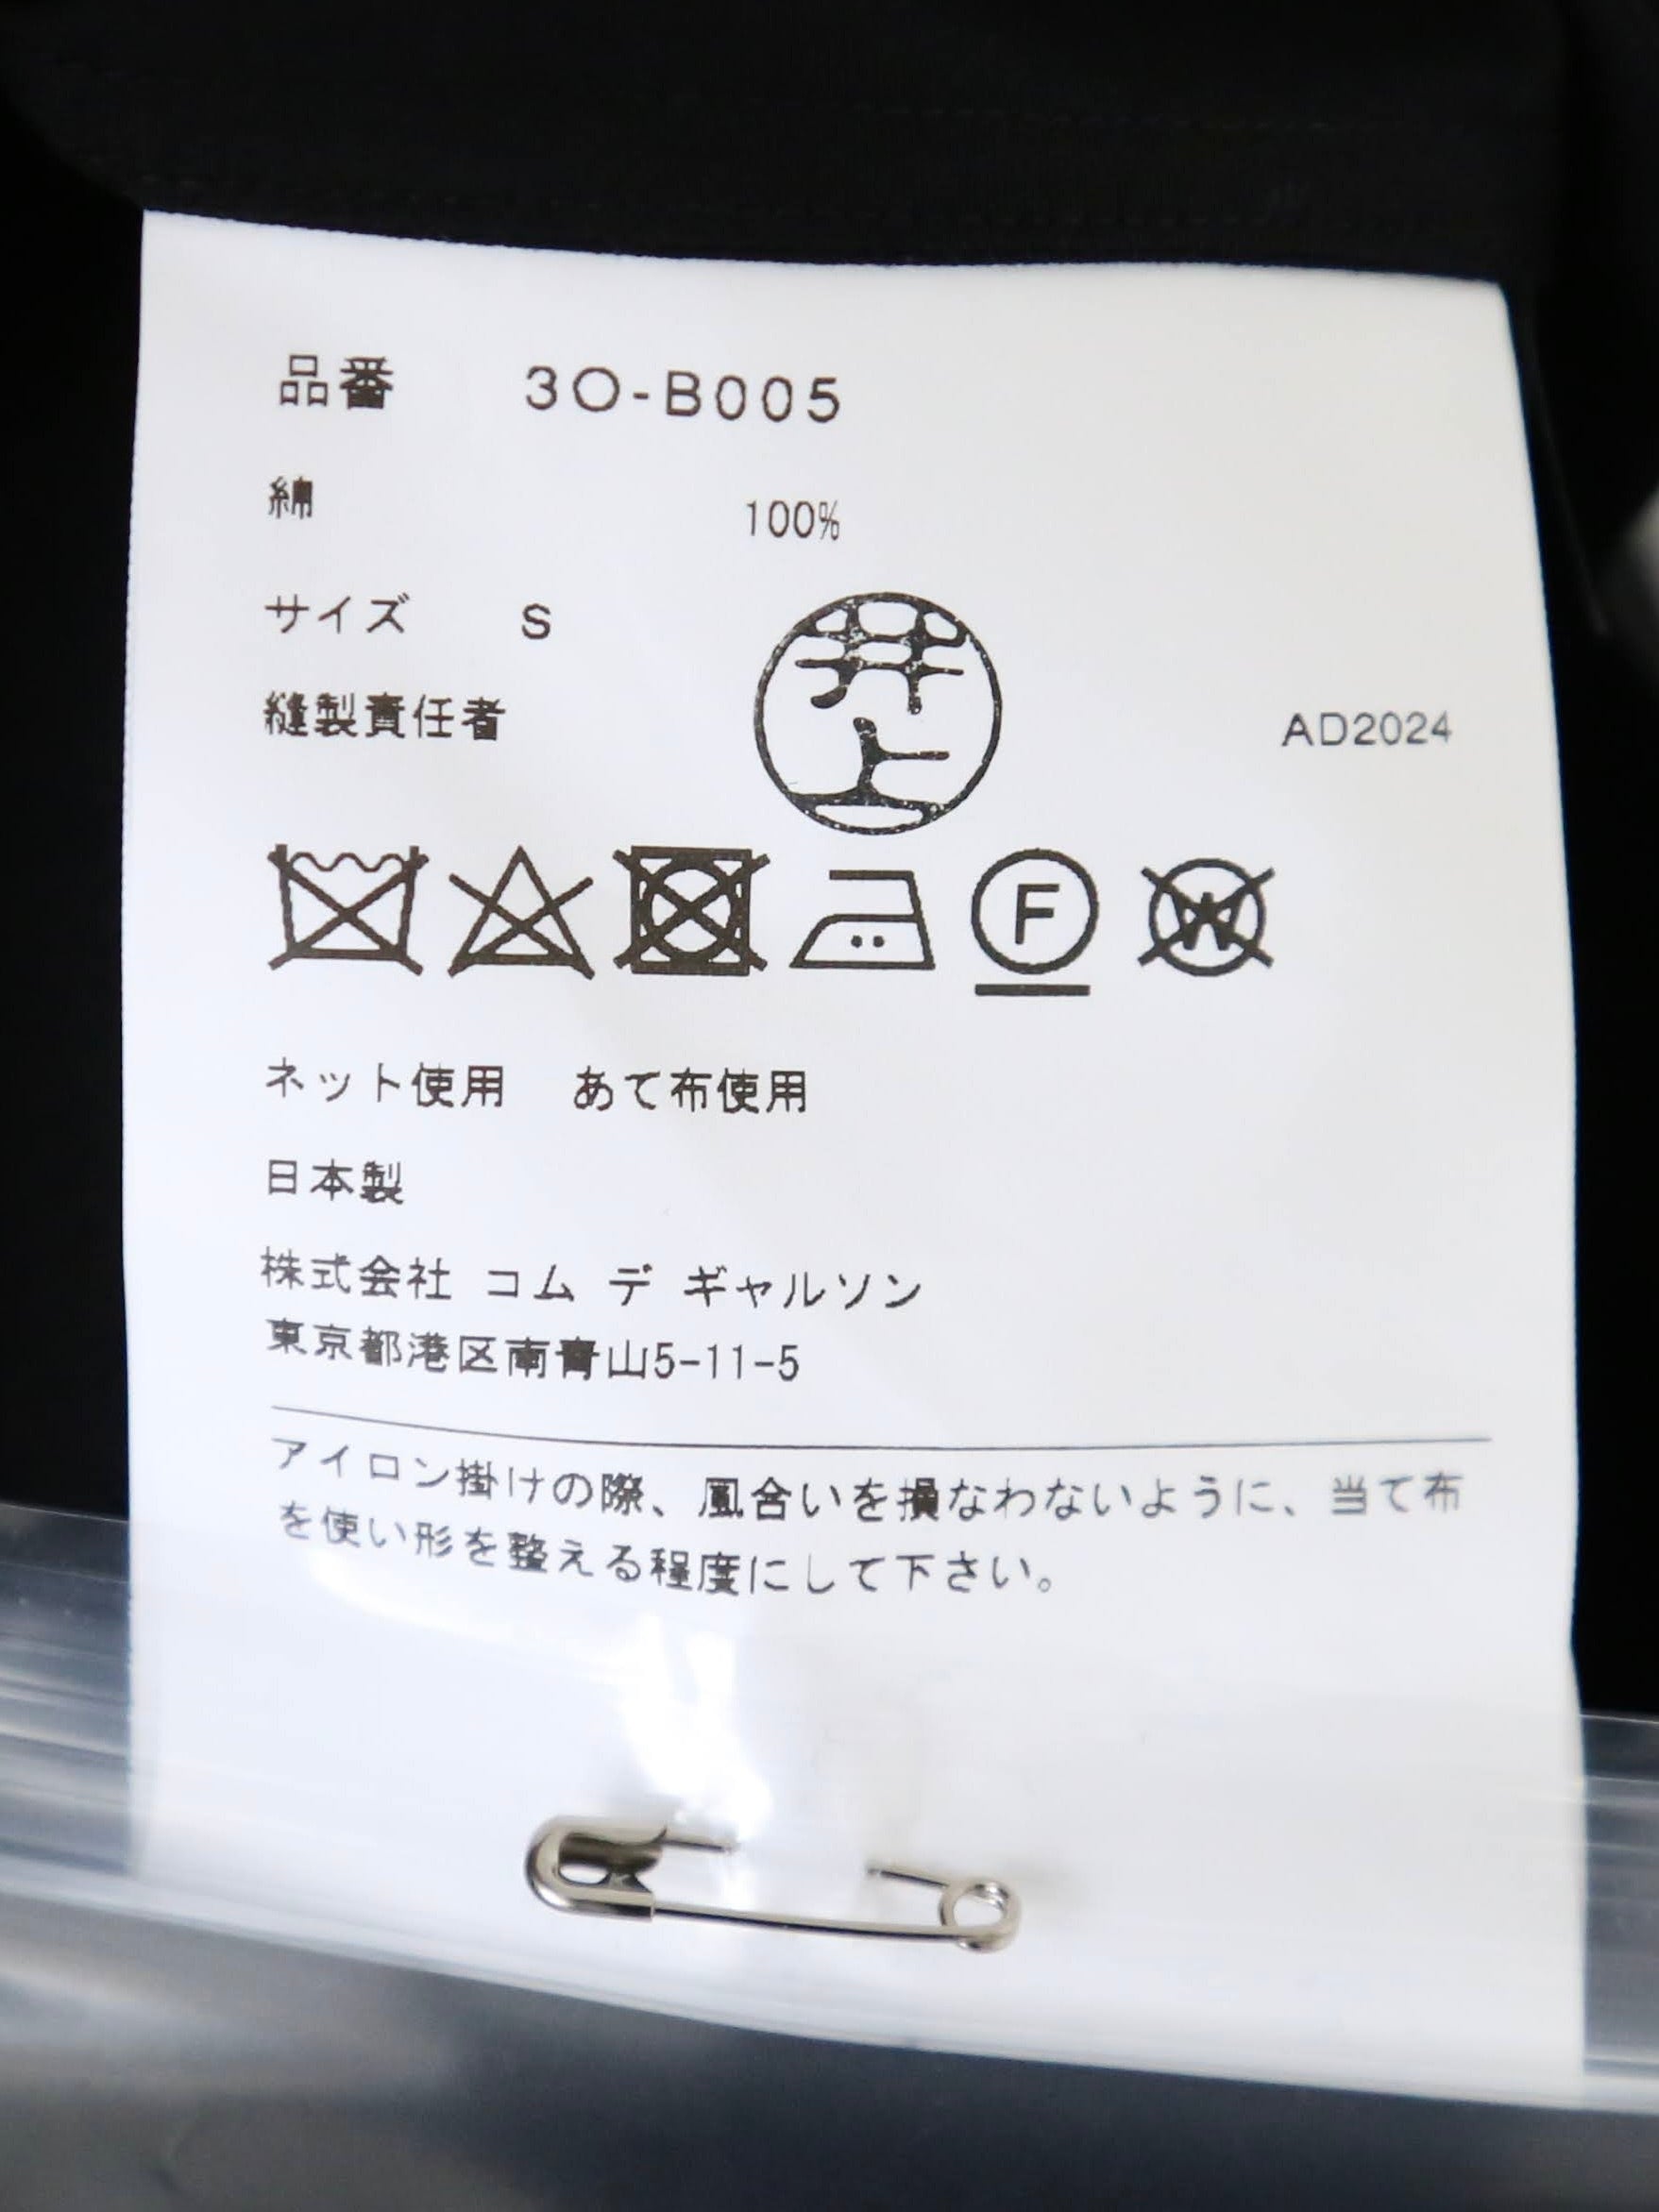 品番 3O-B005
綿 100%
サイズ S
井上
縫製責任者 AD2024
F W
ネット使用 あて布使用
日本製
株式会社 コム デ ギャルソン
東京都港区南青山5-11-5
アイロン掛けの際、風合いを損なわないように、当て布
を使い形を整える程度にして下さい。